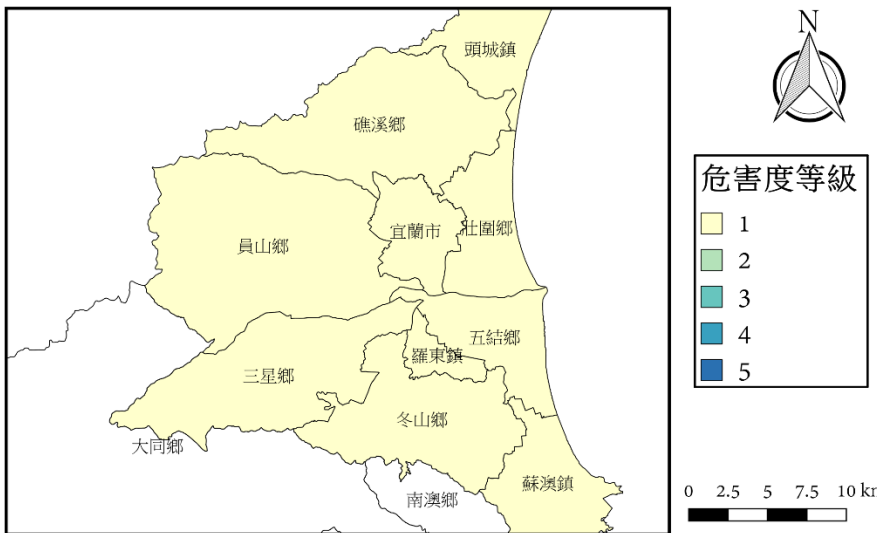 頭城鎮
礁溪鄉
員山鄉
宜蘭市
壯圍鄉
五結鄉
羅東鎮
三星鄉
冬山鄉
大同鄉
南澳鄉
蘇澳鎮
N
危害度等級
1
2
3
4
5
0 2.5 5 7.5 10 km